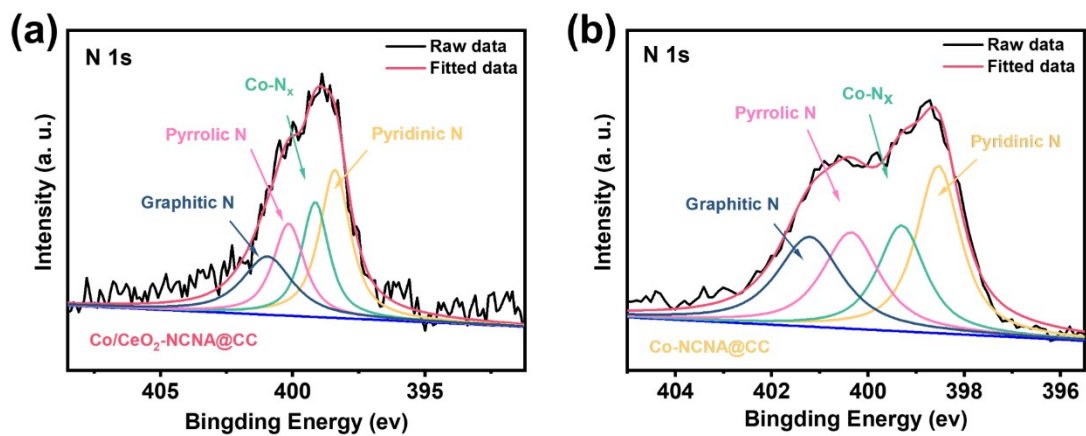 (a)
N 1s
Raw data
Fitted data
Co-Nx
Pyrrolic N
Pyridinic N
Graphitic N
Co/CeO₂-NCNA@CC
Intensity (a. u.)
405 400 395
Bingding Energy (ev)
(b)
N 1s
Raw data
Fitted data
Co-Nx
Pyrrolic N
Pyridinic N
Graphitic N
Co-NCNA@CC
Intensity (a. u.)
404 402 400 398 396
Bingding Energy (ev)